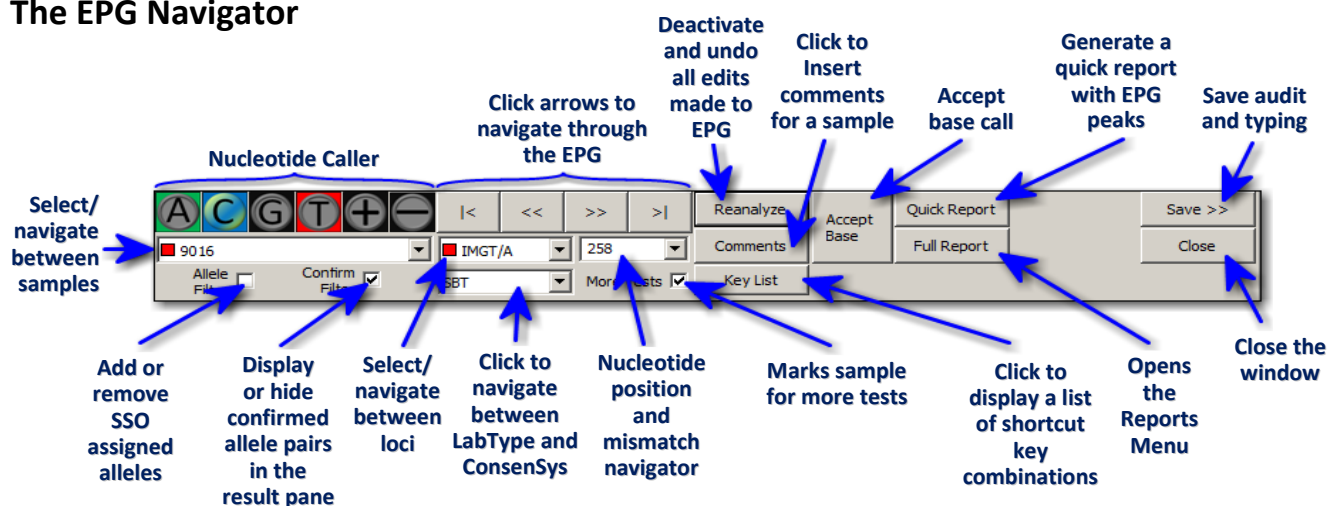 The EPG Navigator
Deactivate
and undo
all edits
made to
EPG
Click to
Insert
comments
for a sample
Generate a
quick report
with EPG
peaks
Click arrows to
navigate through
the EPG
Accept
base call
Save audit
and typing
Nucleotide Caller
Select/
navigate
between
samples
A C G T + -
|< << >> >|
Reanalyze
Accept
Base
Quick Report
Save >>
9016
IMGT/A
258
Comments
Full Report
Close
Allele
Confirm
SBT
More
Key List
Add or
remove
SSO
assigned
alleles
Display
or hide
confirmed
allele pairs
in the
result pane
Select/
navigate
between
loci
Click to
navigate
between
LabType and
ConsenSys
Nucleotide
position
and
mismatch
navigator
Marks sample
for more tests
Click to
display a list
of shortcut
key
combinations
Opens
the
Reports
Menu
Close the
window